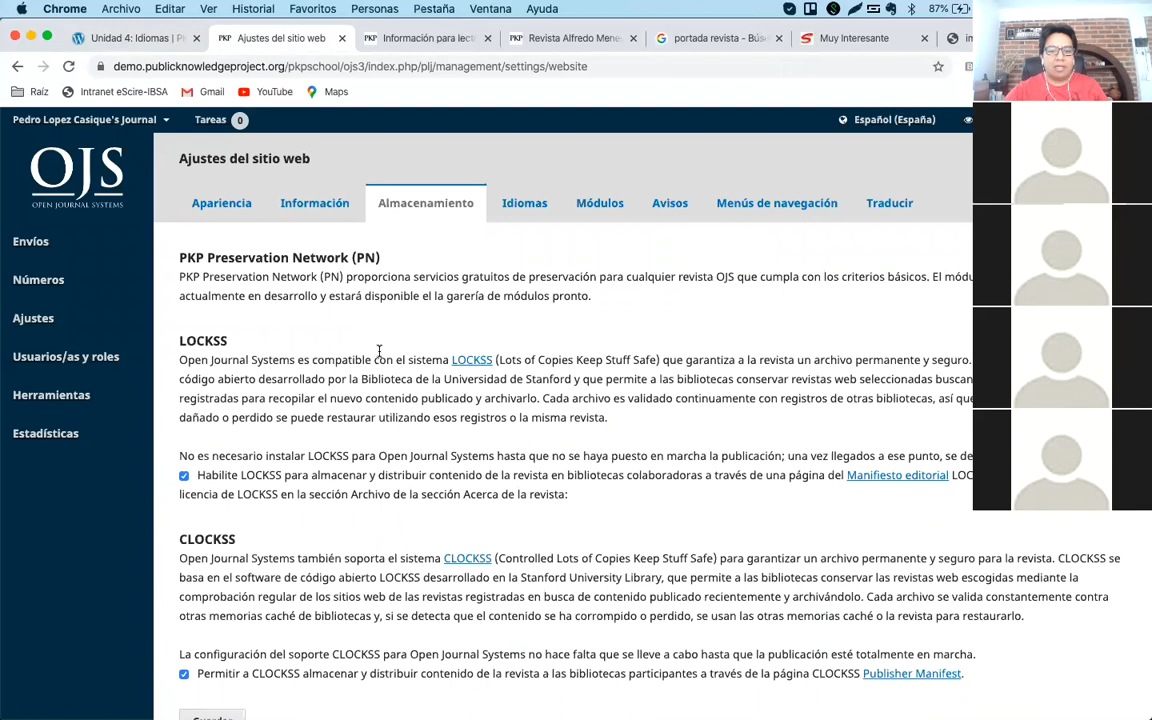 Chrome Archivo Editar Ver Historial Favoritos Personas Pestaña Ventana Ayuda 87%
Unidad 4: Idiomas | P
PKP Ajustes del sitio web
PKP Información para lect
PKP Revista Alfredo Mene
portada revista - Bús
Muy Interesante
demo.publicknowledgeproject.org/pkpschool/ojs3/index.php/plj/management/settings/website
Raíz Intranet eScire-IBSA Gmail YouTube Maps
Pedro Lopez Casique's Journal Tareas 0 Español (España)
OJS
OPEN JOURNAL SYSTEMS
Envíos
Números
Ajustes
Usuarios/as y roles
Herramientas
Estadísticas
Ajustes del sitio web
Apariencia Información Almacenamiento Idiomas Módulos Avisos Menús de navegación Traducir
PKP Preservation Network (PN)
PKP Preservation Network (PN) proporciona servicios gratuitos de preservación para cualquier revista OJS que cumpla con los criterios básicos. El módu
actualmente en desarrollo y estará disponible el la garería de módulos pronto.
LOCKSS
Open Journal Systems es compatible con el sistema LOCKSS (Lots of Copies Keep Stuff Safe) que garantiza a la revista un archivo permanente y seguro.
código abierto desarrollado por la Biblioteca de la Universidad de Stanford y que permite a las bibliotecas conservar revistas web seleccionadas buscan
registradas para recopilar el nuevo contenido publicado y archivarlo. Cada archivo es validado continuamente con registros de otras bibliotecas, así que
dañado o perdido se puede restaurar utilizando esos registros o la misma revista.
No es necesario instalar LOCKSS para Open Journal Systems hasta que no se haya puesto en marcha la publicación; una vez llegados a ese punto, se de
Habilite LOCKSS para almacenar y distribuir contenido de la revista en bibliotecas colaboradoras a través de una página del Manifiesto editorial LOC
licencia de LOCKSS en la sección Archivo de la sección Acerca de la revista:
CLOCKSS
Open Journal Systems también soporta el sistema CLOCKSS (Controlled Lots of Copies Keep Stuff Safe) para garantizar un archivo permanente y seguro para la revista. CLOCKSS se
basa en el software de código abierto LOCKSS desarrollado en la Stanford University Library, que permite a las bibliotecas conservar las revistas web escogidas mediante la
comprobación regular de los sitios web de las revistas registradas en busca de contenido publicado recientemente y archivándolo. Cada archivo se valida constantemente contra
otras memorias caché de bibliotecas y, si se detecta que el contenido se ha corrompido o perdido, se usan las otras memorias caché o la revista para restaurarlo.
La configuración del soporte CLOCKSS para Open Journal Systems no hace falta que se lleve a cabo hasta que la publicación esté totalmente en marcha.
Permitir a CLOCKSS almacenar y distribuir contenido de la revista a las bibliotecas participantes a través de la página CLOCKSS Publisher Manifest.